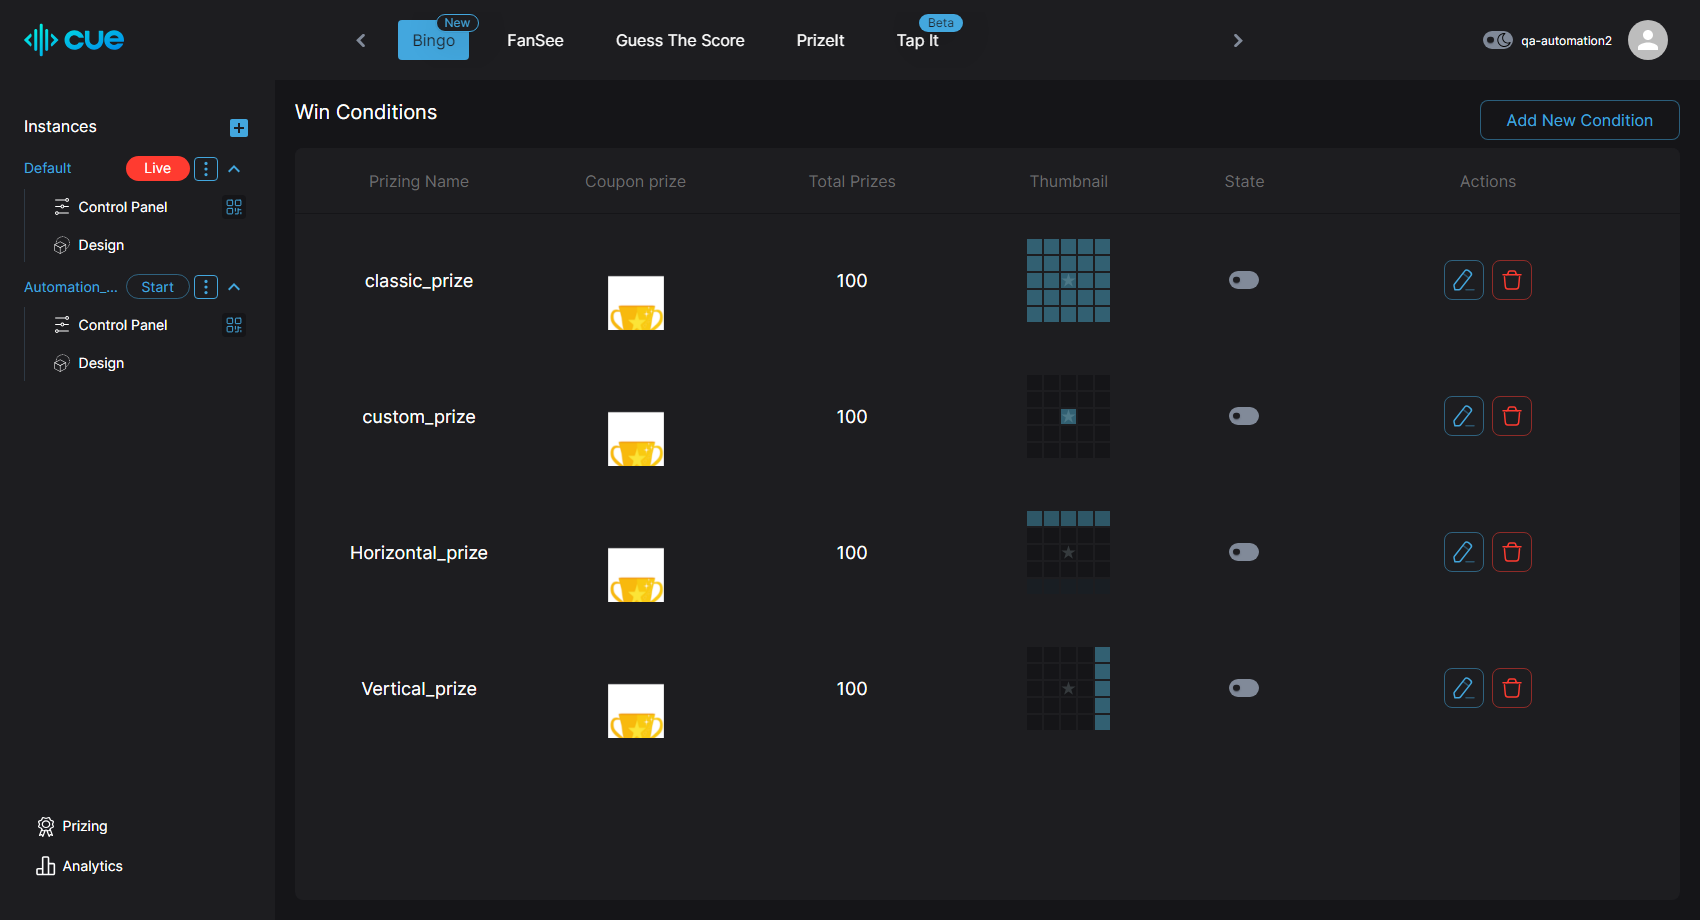 cue
New
Bingo
FanSee
Guess The Score
PrizeIt
Beta
Tap It
qa-automation2
Instances
Default
Live
Control Panel
Design
Automation_...
Start
Control Panel
Design
Prizing
Analytics
Win Conditions
Add New Condition
Prizing Name Coupon prize Total Prizes Thumbnail State Actions
classic_prize 100
custom_prize 100
Horizontal_prize 100
Vertical_prize 100